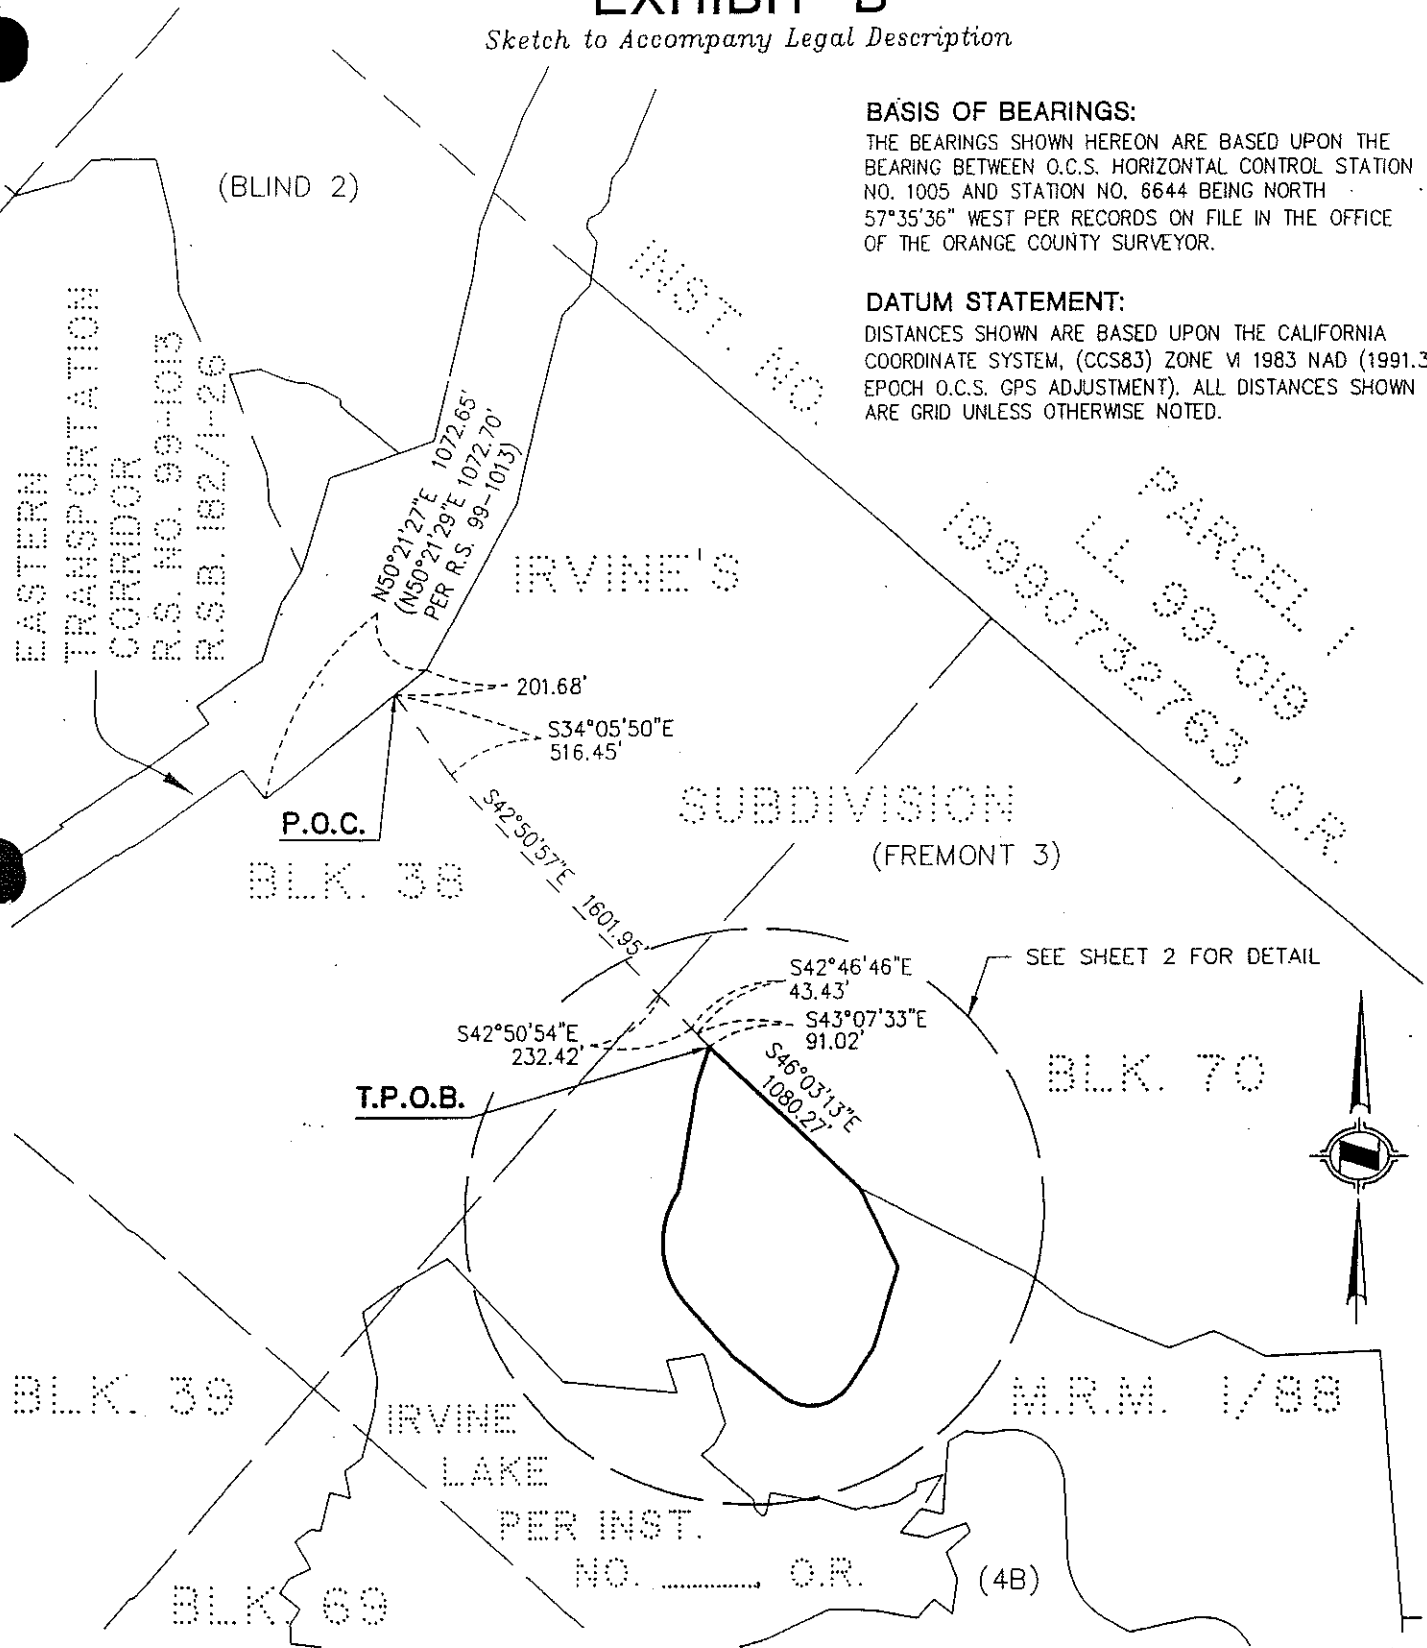 EXHIBIT "B"
Sketch to Accompany Legal Description
BASIS OF BEARINGS:
THE BEARINGS SHOWN HEREON ARE BASED UPON THE
BEARING BETWEEN O.C.S. HORIZONTAL CONTROL STATION
NO. 1005 AND STATION NO. 6644 BEING NORTH
57°35'36" WEST PER RECORDS ON FILE IN THE OFFICE
OF THE ORANGE COUNTY SURVEYOR.
DATUM STATEMENT:
DISTANCES SHOWN ARE BASED UPON THE CALIFORNIA
COORDINATE SYSTEM, (CCS83) ZONE VI 1983 NAD (1991.3
EPOCH O.C.S. GPS ADJUSTMENT). ALL DISTANCES SHOWN
ARE GRID UNLESS OTHERWISE NOTED.
(BLIND 2)
EASTERN
TRANSPORTATION
CORRIDOR
R.S. NO. 99-1013
R.S.B. 182/1-26
N50°21'27"E 1072.65'
(N50°21'29"E 1072.70'
PER R.S. 99-1013)
INST. NO.
19990732763, O.R.
PARCEL 1
LL 99-019
IRVINE'S
201.68'
S34°05'50"E
516.45'
P.O.C.
SUBDIVISION
(FREMONT 3)
BLK. 38
S42°50'57"E 1601.95'
SEE SHEET 2 FOR DETAIL
S42°46'46"E
43.43'
S43°07'33"E
91.02'
S42°50'54"E
232.42'
S46°03'13"E
1080.27'
T.P.O.B.
BLK. 70
BLK. 39
IRVINE
LAKE
PER INST.
NO. ________, O.R.
M.R.M. 1/88
BLK. 69
(4B)